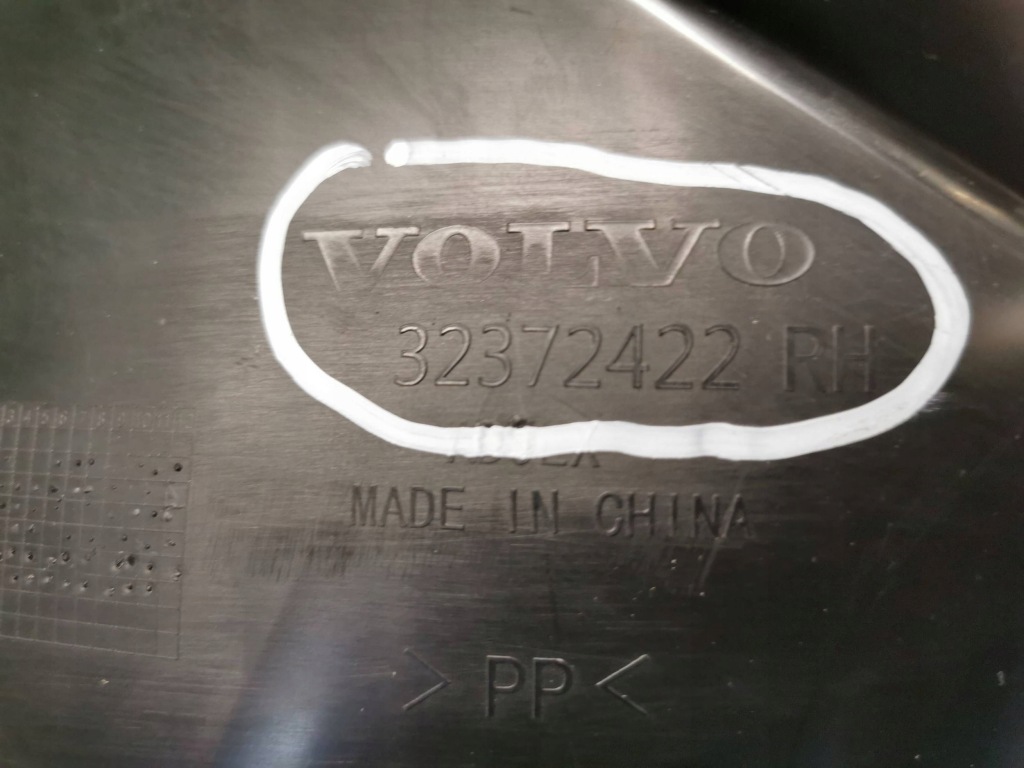 VOLVO
32372422 RH
MADE IN CHINA
>PP<